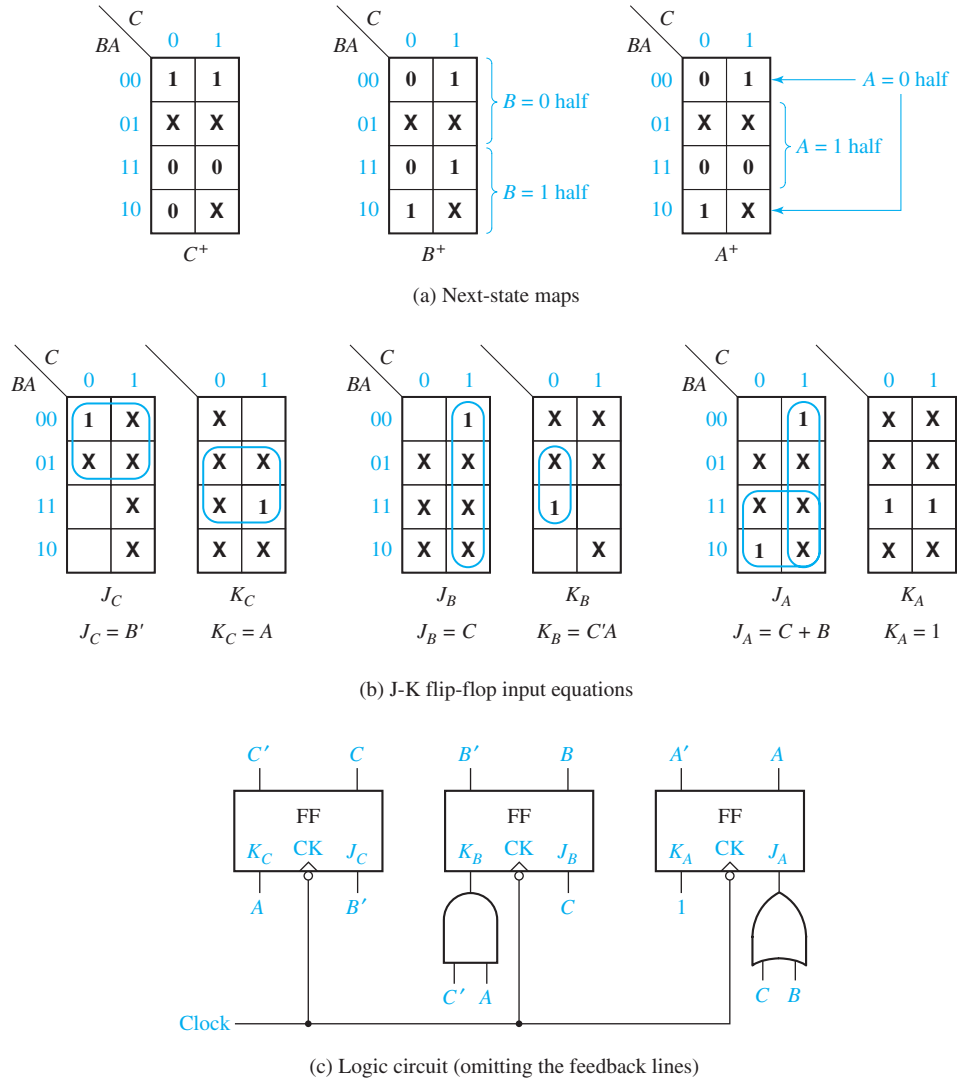 C C C
BA 0 1 BA 0 1 BA 0 1
00 1 1 00 0 1 00 0 1 A = 0 half
B = 0 half
01 X X 01 X X 01 X X
A = 1 half
11 0 0 11 0 1 11 0 0
B = 1 half
10 0 X 10 1 X 10 1 X
C⁺ B⁺ A⁺
(a) Next-state maps
C C C
BA 0 1 0 1 BA 0 1 0 1 BA 0 1 0 1
00 1 X X 00 1 X X 00 1 X X
01 X X X X 01 X X X X 01 X X X X
11 X X 1 11 X X 1 11 X X 1 1
10 X X X 10 X X X 10 1 X X X
J_C K_C J_B K_B J_A K_A
J_C = B′ K_C = A J_B = C K_B = C′A J_A = C + B K_A = 1
(b) J-K flip-flop input equations
C′ C B′ B A′ A
FF FF FF
K_C CK J_C K_B CK J_B K_A CK J_A
A B′ C 1
C′ A C B
Clock
(c) Logic circuit (omitting the feedback lines)